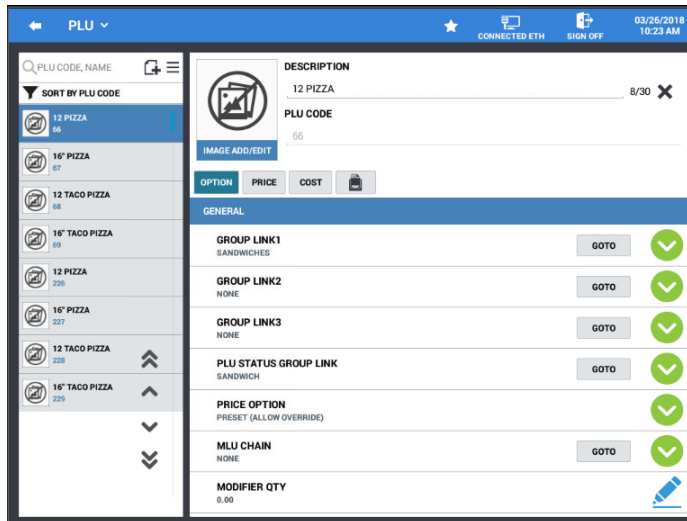 PLU
CONNECTED ETH
SIGN OFF
03/26/2018
10:23 AM
PLU CODE, NAME
SORT BY PLU CODE
12 PIZZA
66
16" PIZZA
67
12 TACO PIZZA
68
16" TACO PIZZA
69
12 PIZZA
226
16" PIZZA
227
12 TACO PIZZA
228
16" TACO PIZZA
229
IMAGE ADD/EDIT
DESCRIPTION
12 PIZZA
8/30
PLU CODE
66
OPTION PRICE COST
GENERAL
GROUP LINK1
SANDWICHES
GOTO
GROUP LINK2
NONE
GOTO
GROUP LINK3
NONE
GOTO
PLU STATUS GROUP LINK
SANDWICH
GOTO
PRICE OPTION
PRESET (ALLOW OVERRIDE)
MLU CHAIN
NONE
GOTO
MODIFIER QTY
0.00